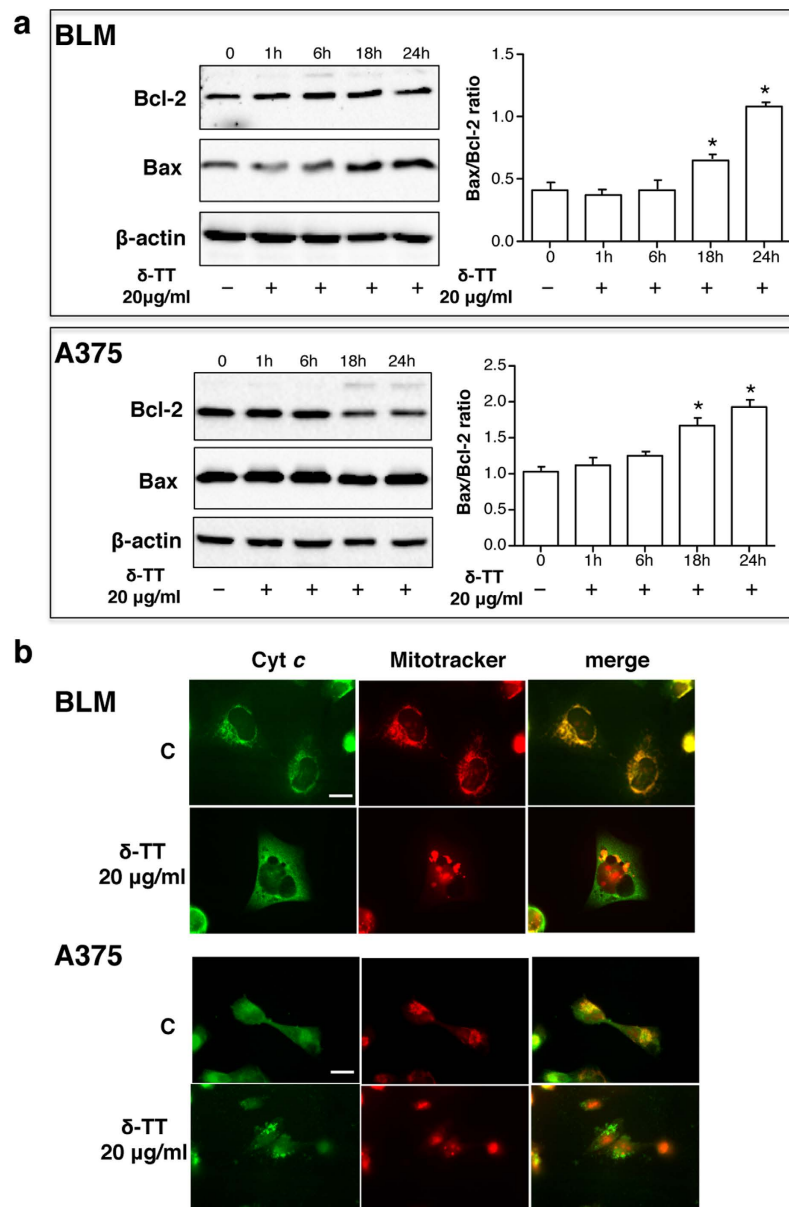 a
BLM
0 1h 6h 18h 24h
Bcl-2
Bax
β-actin
δ-TT
20µg/ml
− + + + +
1.5
1.0
0.5
0.0
Bax/Bcl-2 ratio
* *
0 1h 6h 18h 24h
δ-TT
20 µg/ml
− + + + +
A375
0 1h 6h 18h 24h
Bcl-2
Bax
β-actin
δ-TT
20 µg/ml
− + + + +
2.5
2.0
1.5
1.0
0.5
0.0
Bax/Bcl-2 ratio
* *
0 1h 6h 18h 24h
δ-TT
20 µg/ml
− + + + +
b
Cyt c Mitotracker merge
BLM
C
δ-TT
20 µg/ml
A375
C
δ-TT
20 µg/ml